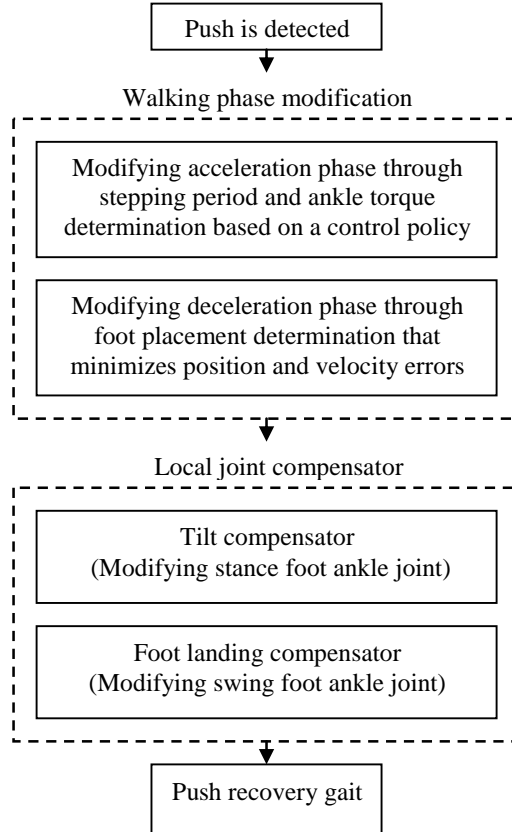 Push is detected
Walking phase modification
Modifying acceleration phase through
stepping period and ankle torque
determination based on a control policy
Modifying deceleration phase through
foot placement determination that
minimizes position and velocity errors
Local joint compensator
Tilt compensator
(Modifying stance foot ankle joint)
Foot landing compensator
(Modifying swing foot ankle joint)
Push recovery gait